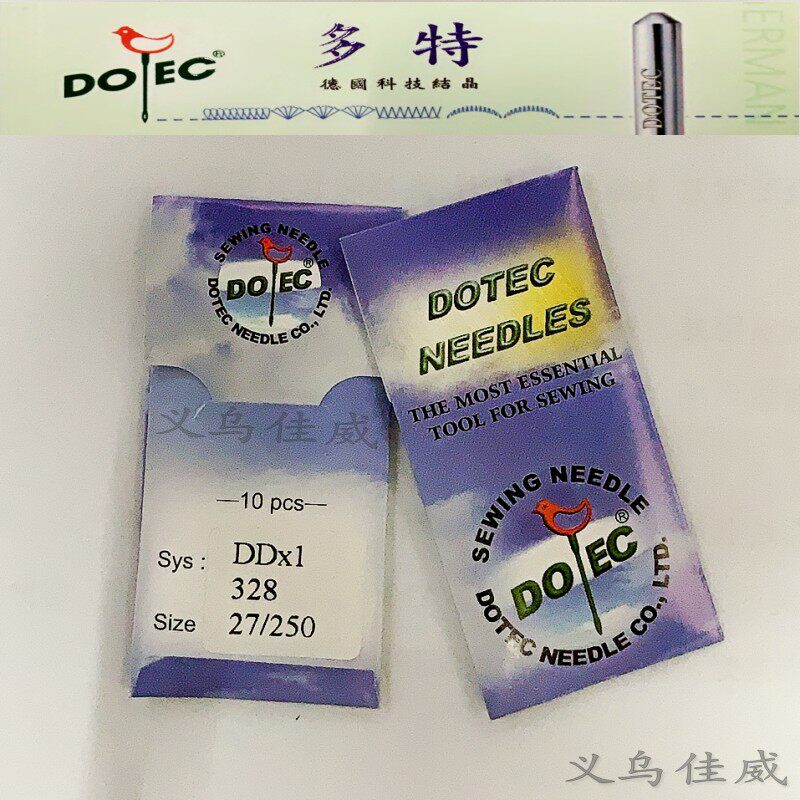 DOTEC®
多特
德國科技結晶
DOTEC
GERMAN
SEWING NEEDLE
DOTEC®
DOTEC NEEDLE CO., LTD.
义乌佳威
—10 pcs—
Sys : DDx1
328
Size 27/250
DOTEC
NEEDLES
THE MOST ESSENTIAL
TOOL FOR SEWING
SEWING NEEDLE
DOTEC®
DOTEC NEEDLE CO., LTD.
义乌佳威